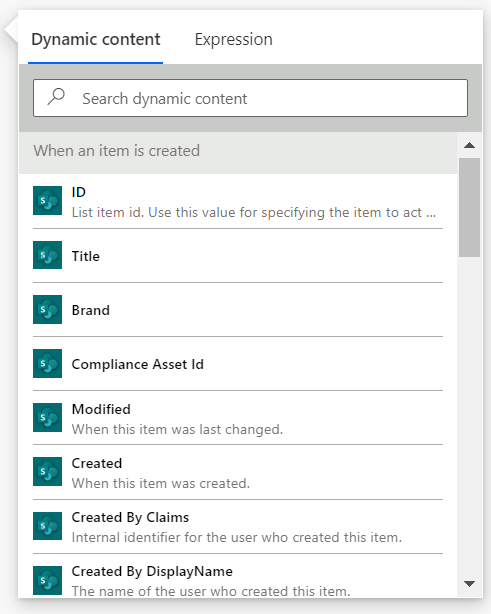 Dynamic content Expression
Search dynamic content
When an item is created
ID
List item id. Use this value for specifying the item to act ...
Title
Brand
Compliance Asset Id
Modified
When this item was last changed.
Created
When this item was created.
Created By Claims
Internal identifier for the user who created this item.
Created By DisplayName
The name of the user who created this item.